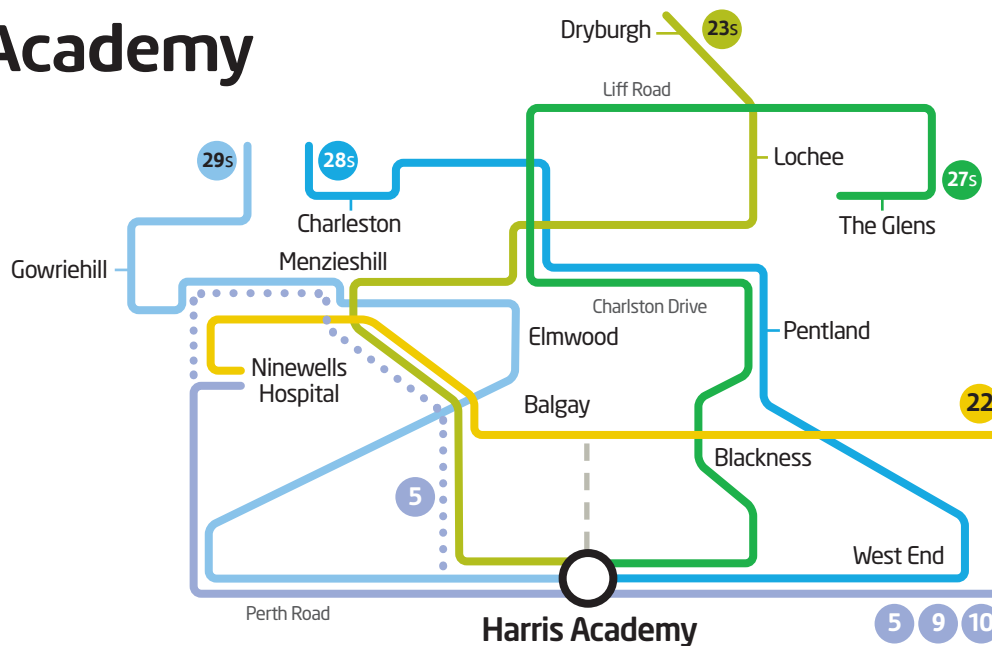 Academy
Dryburgh
23s
Liff Road
29s
28s
Lochee
27s
Charleston
The Glens
Menzieshill
Gowriehill
Charlston Drive
Elmwood
Pentland
Ninewells
Hospital
Balgay
22
Blackness
5
West End
Perth Road
Harris Academy
5
9
10